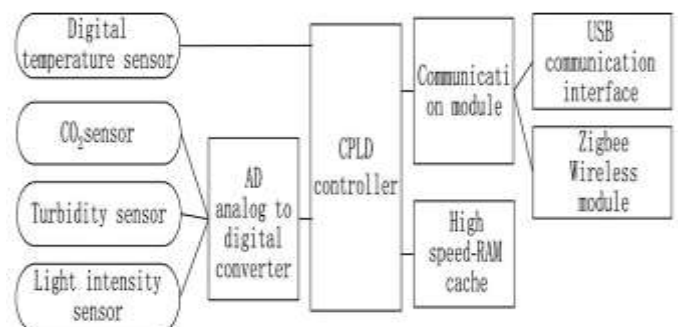 Digital
temperature sensor
CO₂sensor
Turbidity sensor
Light intensity
sensor
AD
analog to
digital
converter
CPLD
controller
Communicati
on module
High
speed-RAM
cache
USB
communication
interface
Zigbee
Wireless
module